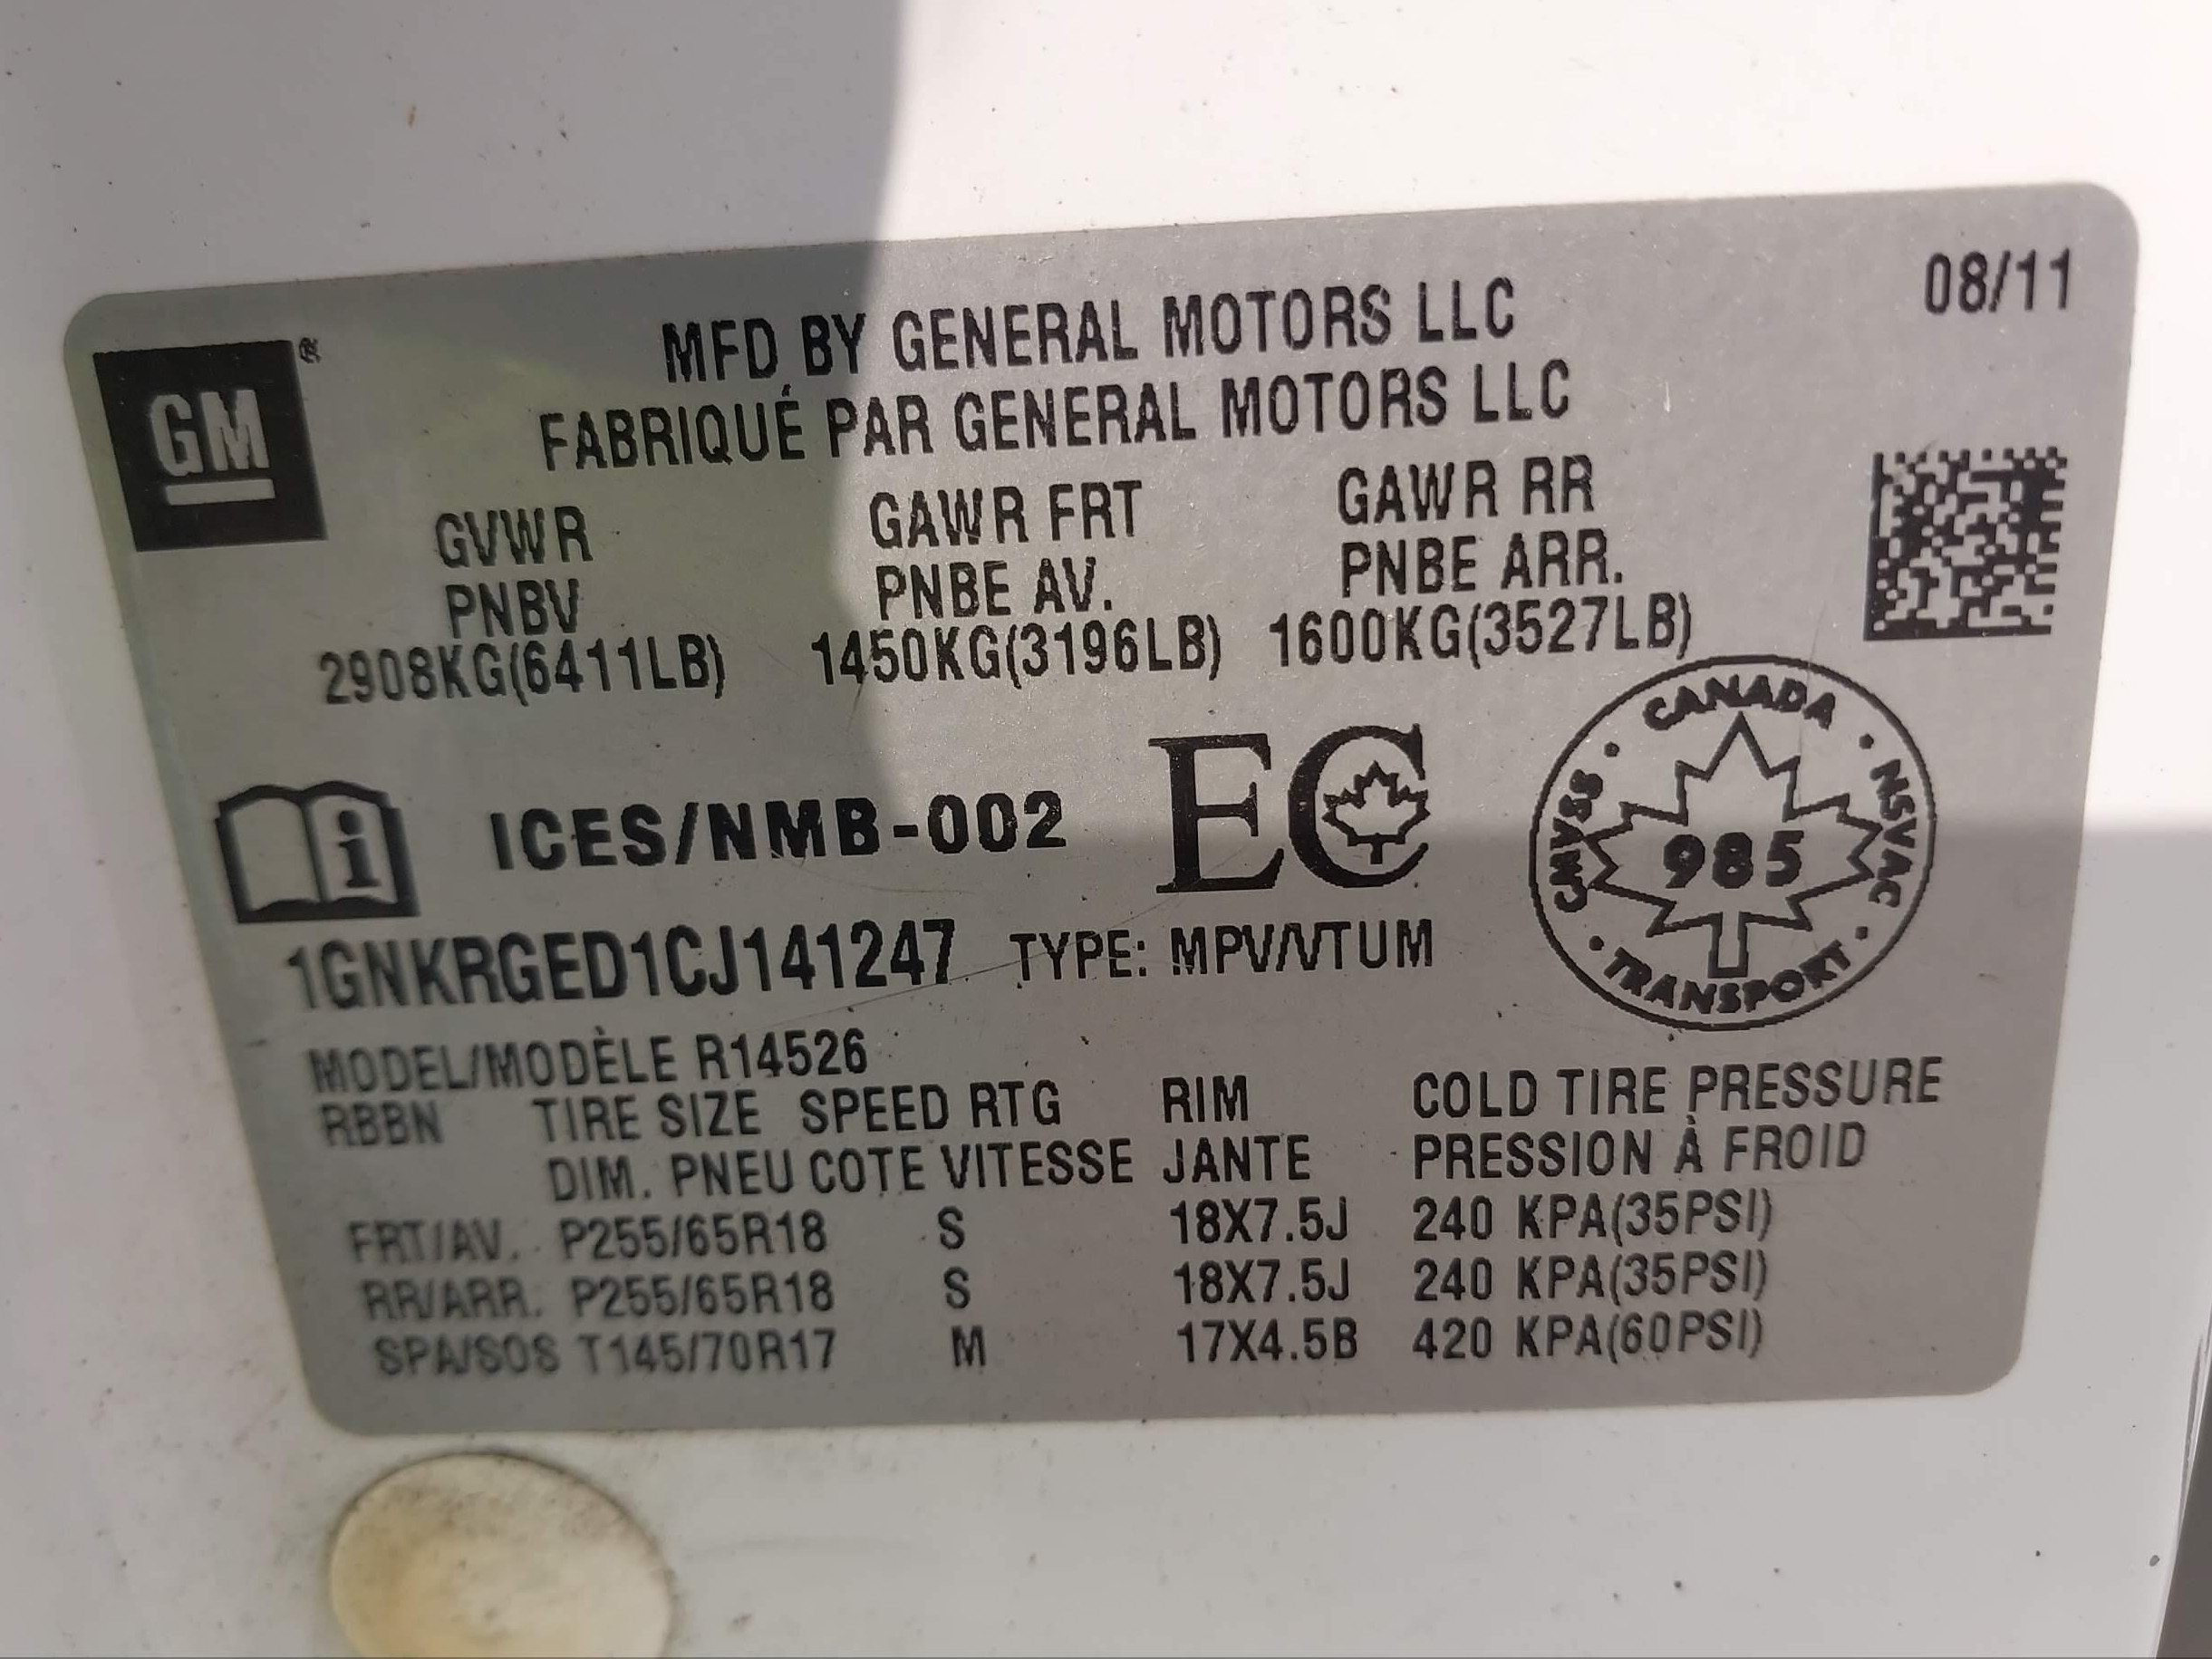 08/11
GM ®
MFD BY GENERAL MOTORS LLC
FABRIQUÉ PAR GENERAL MOTORS LLC
GVWR GAWR FRT GAWR RR
PNBV PNBE AV. PNBE ARR.
2908KG(6411LB) 1450KG(3196LB) 1600KG(3527LB)
i ICES/NMB-002 EC
CANADA · NSVAC · TRANSPORT · CMVSS ·
985
1GNKRGED1CJ141247 TYPE: MPV/VTUM
MODEL/MODÈLE R14526
RBBN TIRE SIZE SPEED RTG RIM COLD TIRE PRESSURE
DIM. PNEU COTE VITESSE JANTE PRESSION À FROID
FRT/AV. P255/65R18 S 18X7.5J 240 KPA(35PSI)
RR/ARR. P255/65R18 S 18X7.5J 240 KPA(35PSI)
SPA/SOS T145/70R17 M 17X4.5B 420 KPA(60PSI)